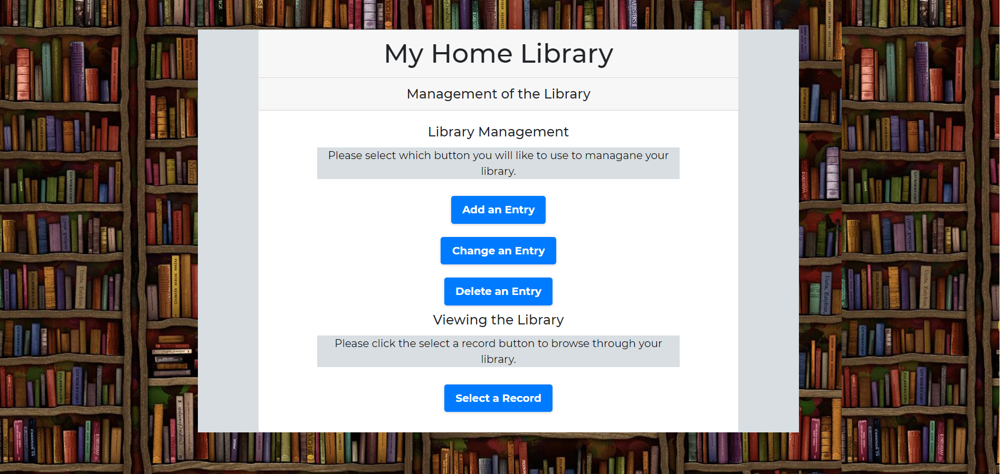 My Home Library
Management of the Library
Library Management
Please select which button you will like to use to managane your
library.
Add an Entry
Change an Entry
Delete an Entry
Viewing the Library
Please click the select a record button to browse through your
library.
Select a Record